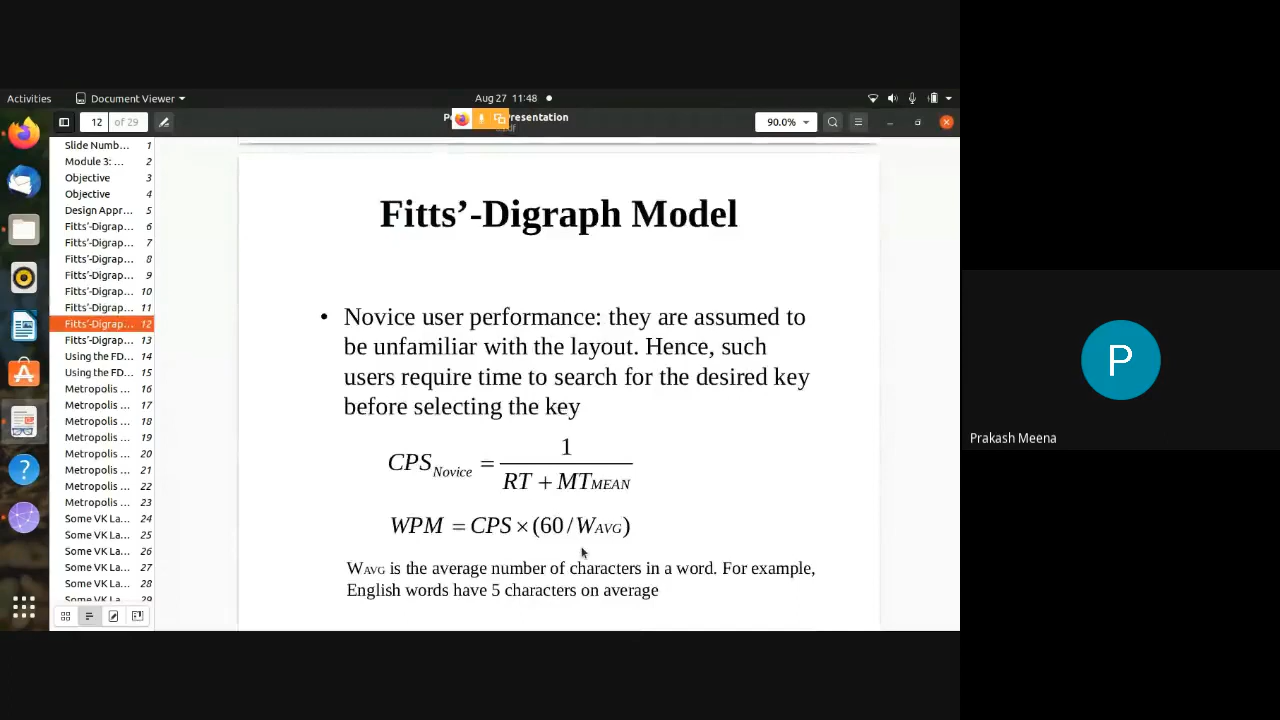 Activities
Document Viewer
Aug 27 11:48
12 of 29
Presentation
90.0%
Slide Numb... 1
Module 3: ... 2
Objective 3
Objective 4
Design Appr... 5
Fitts'-Digrap... 6
Fitts'-Digrap... 7
Fitts'-Digrap... 8
Fitts'-Digrap... 9
Fitts'-Digrap... 10
Fitts'-Digrap... 11
Fitts'-Digrap... 12
Fitts'-Digrap... 13
Using the FD... 14
Using the FD... 15
Metropolis ... 16
Metropolis ... 17
Metropolis ... 18
Metropolis ... 19
Metropolis ... 20
Metropolis ... 21
Metropolis ... 22
Metropolis ... 23
Some VK La... 24
Some VK La... 25
Some VK La... 26
Some VK La... 27
Some VK La... 28
Some VK La... 29
Fitts’-Digraph Model
• Novice user performance: they are assumed to
be unfamiliar with the layout. Hence, such
users require time to search for the desired key
before selecting the key
CPS_Novice = 1 / (RT + MT_MEAN)
WPM = CPS × (60 / W_AVG)
WAVG is the average number of characters in a word. For example,
English words have 5 characters on average
P
Prakash Meena